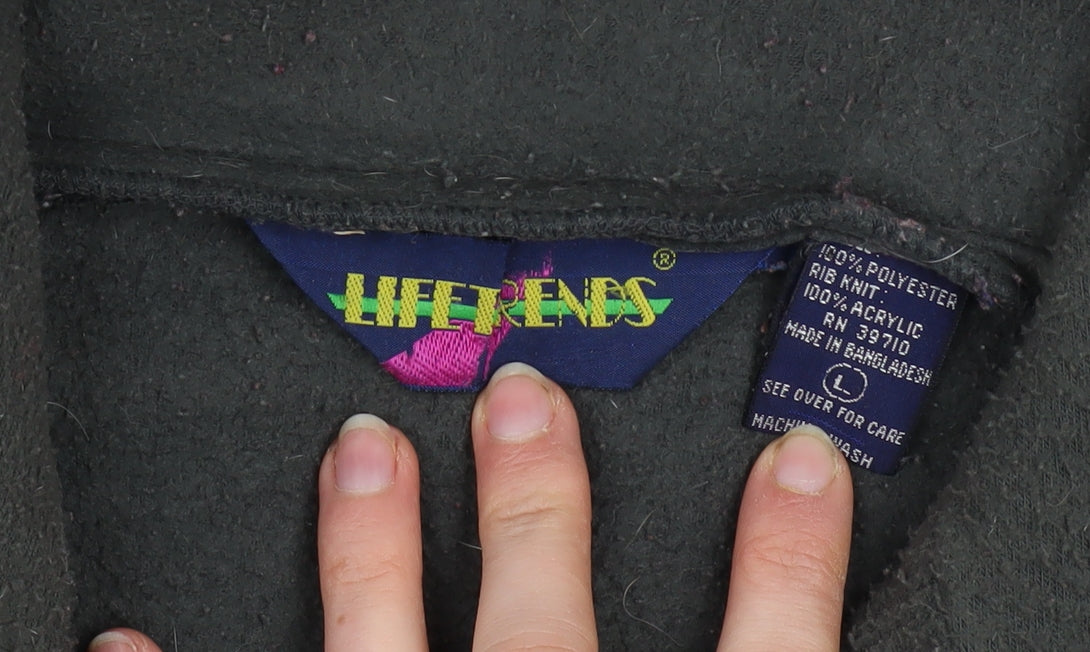 LIFETRENDS®
100% POLYESTER
RIB KNIT:
100% ACRYLIC
RN 39710
MADE IN BANGLADESH
L
SEE OVER FOR CARE
MACHINE WASH